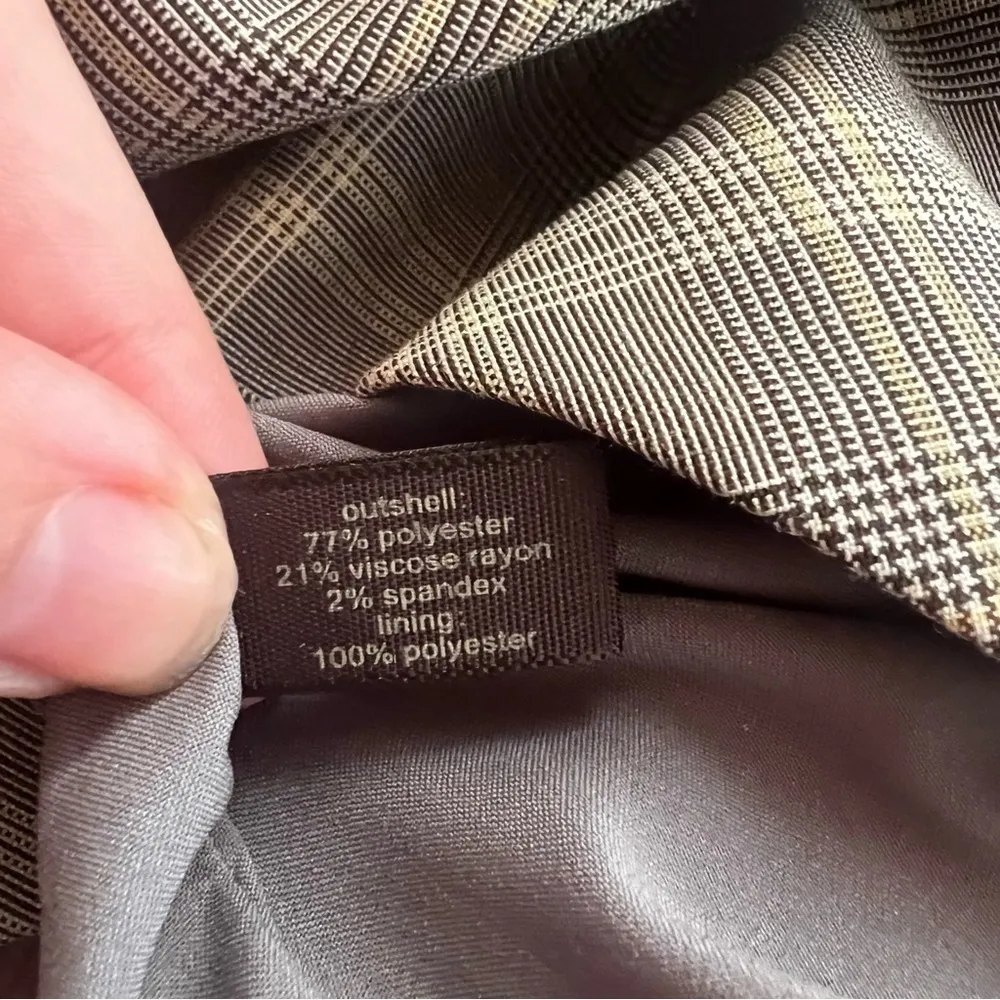 outshell:
77% polyester
21% viscose rayon
2% spandex
lining:
100% polyester